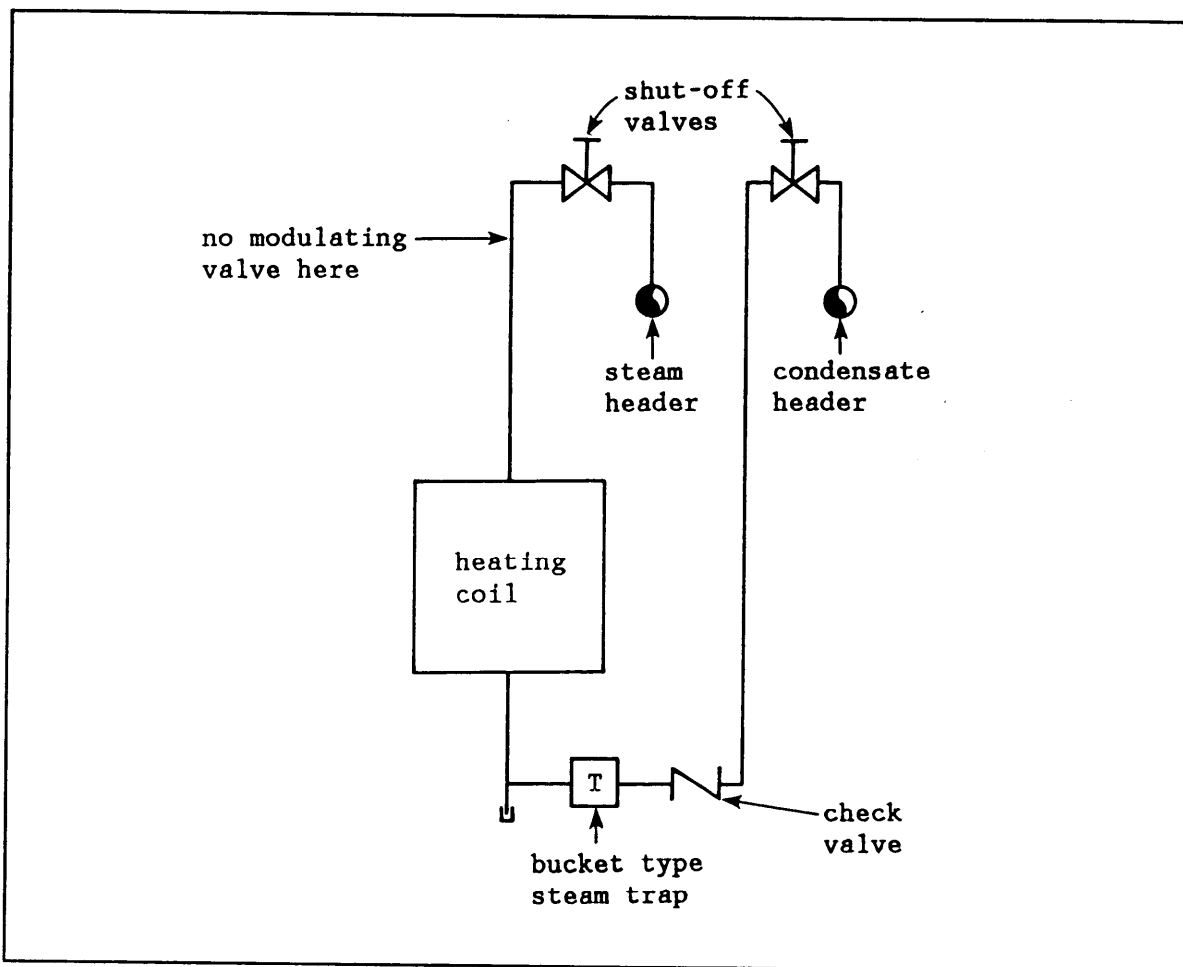 shut-off
valves
no modulating
valve here
steam
header
condensate
header
heating
coil
T
check
valve
bucket type
steam trap